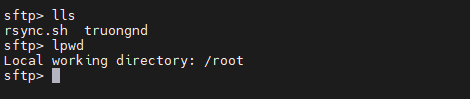 sftp> lls
rsync.sh  truongnd
sftp> lpwd
Local working directory: /root
sftp>